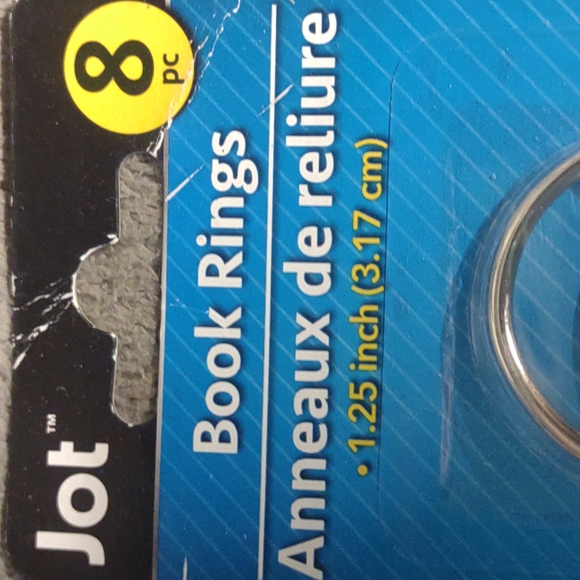 Jot™
8
pc
Book Rings
Anneaux de reliure
• 1.25 inch (3.17 cm)